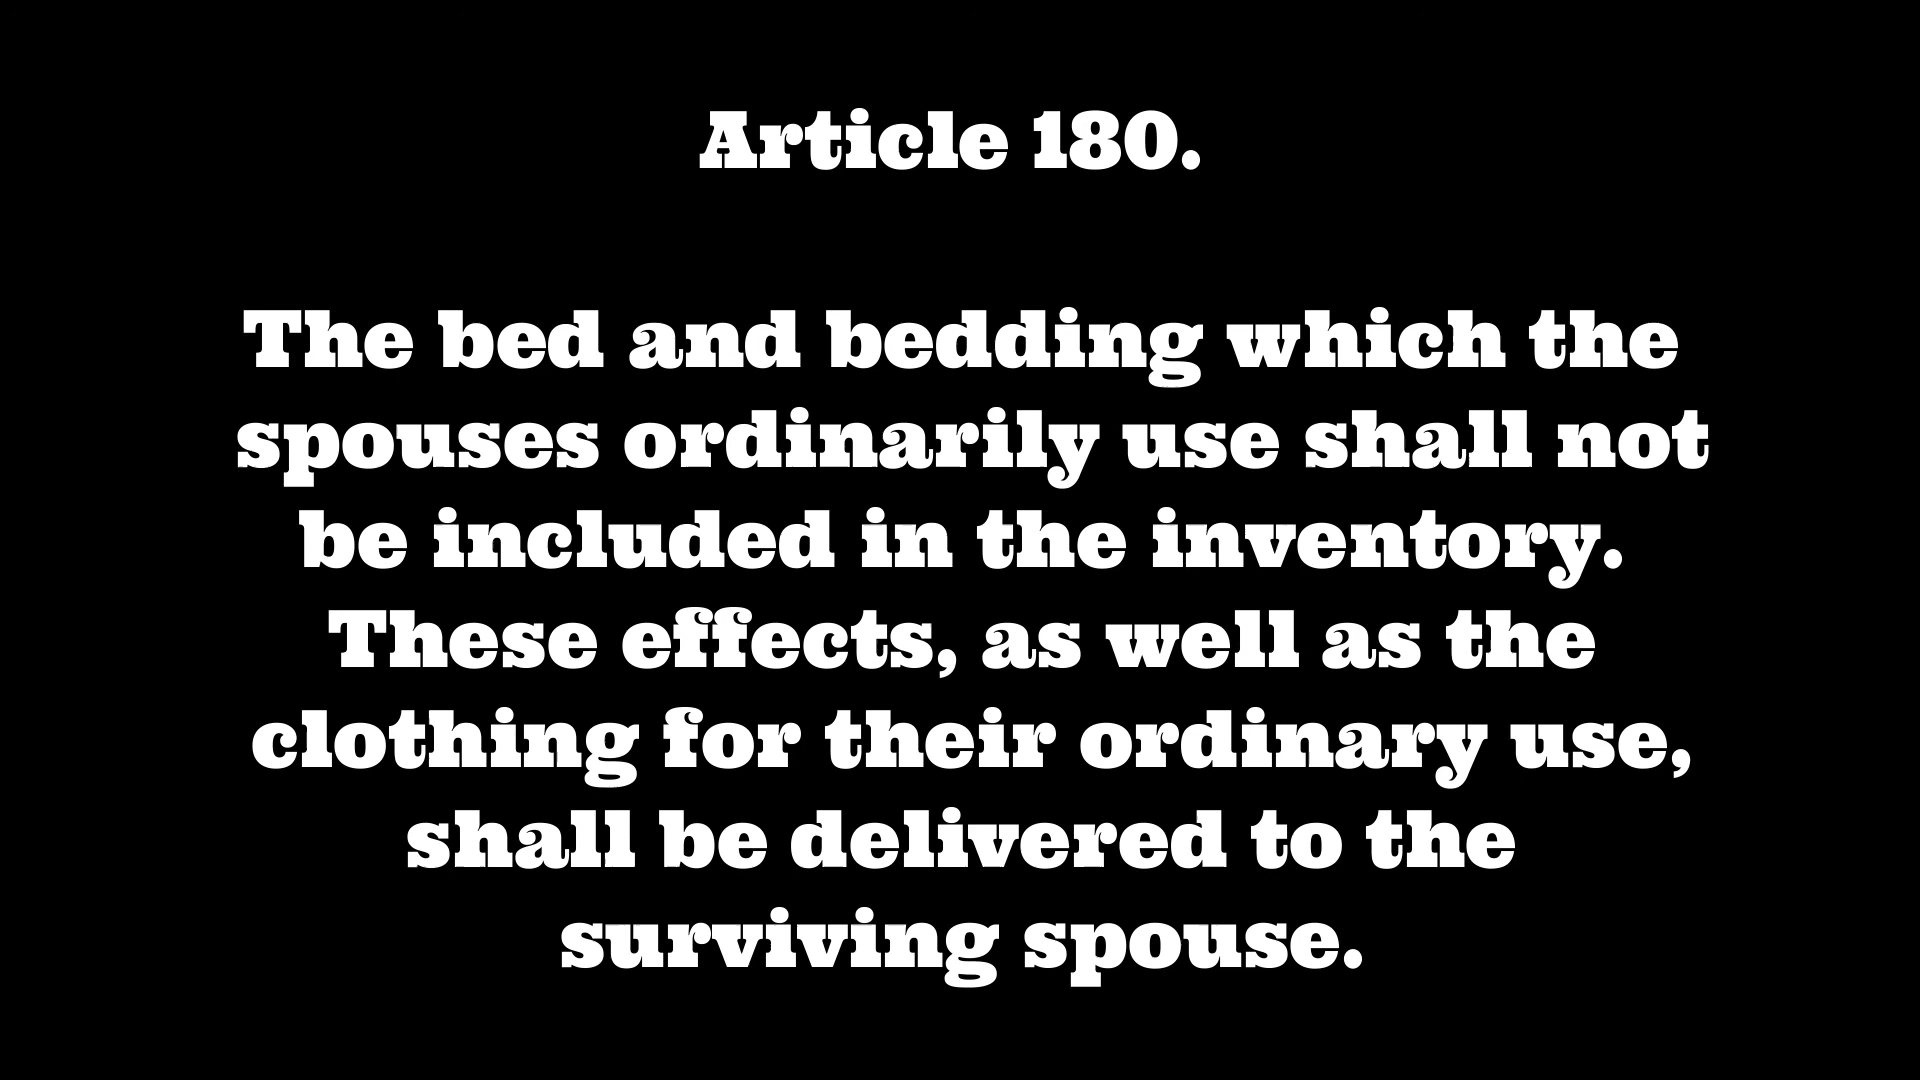 Article 180.
The bed and bedding which the
spouses ordinarily use shall not
be included in the inventory.
These effects, as well as the
clothing for their ordinary use,
shall be delivered to the
surviving spouse.